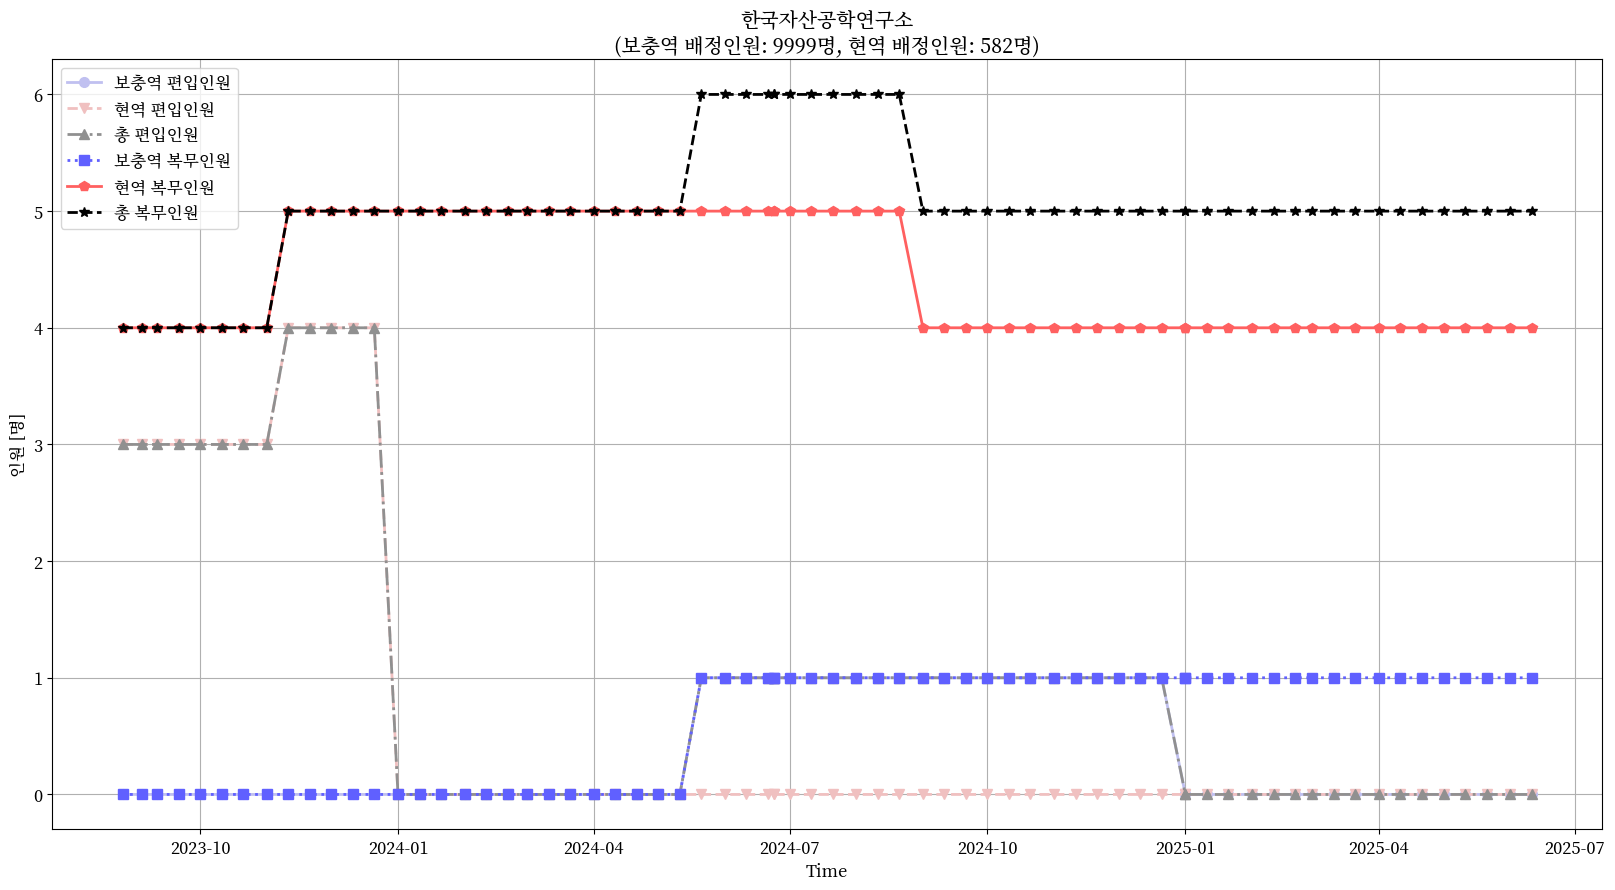 한국자산공학연구소
(보충역 배정인원: 9999명, 현역 배정인원: 582명)
보충역 편입인원
현역 편입인원
총 편입인원
보충역 복무인원
현역 복무인원
총 복무인원
6
5
4
3
2
1
0
인원 [명]
2023-10
2024-01
2024-04
2024-07
2024-10
2025-01
2025-04
2025-07
Time